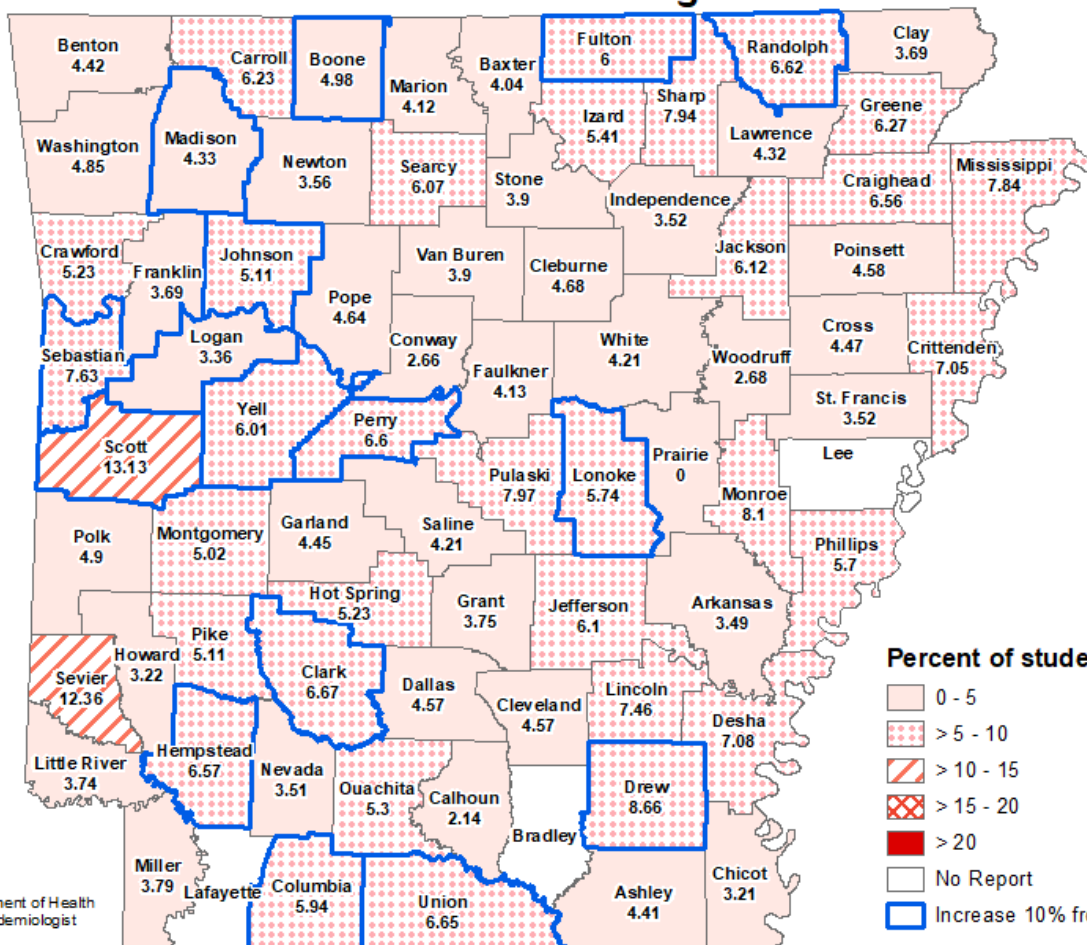 Benton
4.42
Carroll
6.23
Boone
4.98
Marion
4.12
Baxter
4.04
Fulton
6
Sharp
7.94
Randolph
6.62
Clay
3.69
Washington
4.85
Madison
4.33
Newton
3.56
Searcy
6.07
Stone
3.9
Izard
5.41
Independence
3.52
Lawrence
4.32
Greene
6.27
Craighead
6.56
Mississippi
7.84
Crawford
5.23
Franklin
3.69
Johnson
5.11
Pope
4.64
Van Buren
3.9
Cleburne
4.68
Jackson
6.12
Poinsett
4.58
Sebastian
7.63
Logan
3.36
Conway
2.66
Faulkner
4.13
White
4.21
Woodruff
2.68
Cross
4.47
Crittenden
7.05
St. Francis
3.52
Scott
13.13
Yell
6.01
Perry
6.6
Pulaski
7.97
Lonoke
5.74
Prairie
0
Monroe
8.1
Lee
Phillips
5.7
Polk
4.9
Montgomery
5.02
Garland
4.45
Saline
4.21
Hot Spring
5.23
Grant
3.75
Jefferson
6.1
Arkansas
3.49
Sevier
12.36
Howard
3.22
Pike
5.11
Clark
6.67
Dallas
4.57
Cleveland
4.57
Lincoln
7.46
Desha
7.08
Little River
3.74
Hempstead
6.57
Nevada
3.51
Ouachita
5.3
Calhoun
2.14
Bradley
Drew
8.66
Miller
3.79
Lafayette
Columbia
5.94
Union
6.65
Ashley
4.41
Chicot
3.21
Percent of stude
0 - 5
> 5 - 10
> 10 - 15
> 15 - 20
> 20
No Report
Increase 10% fr
ment of Health
demiologist